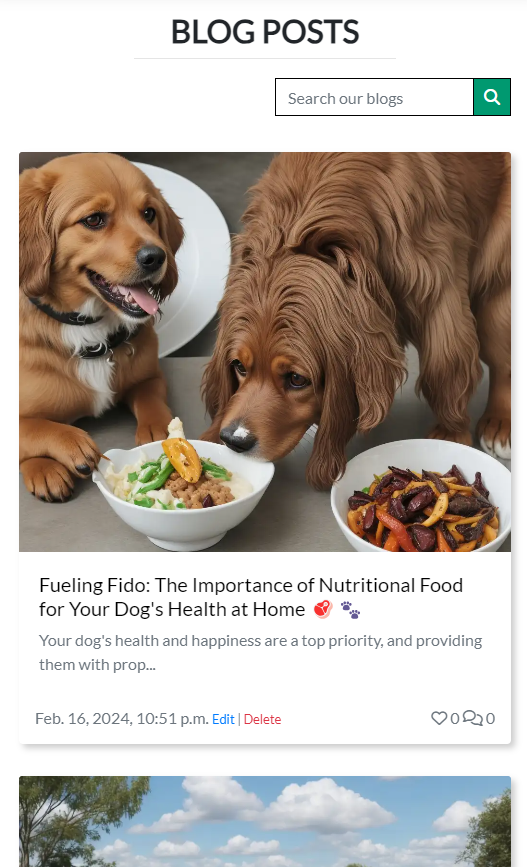 BLOG POSTS
Search our blogs
Fueling Fido: The Importance of Nutritional Food
for Your Dog's Health at Home 🥩 🐾
Your dog's health and happiness are a top priority, and providing
them with prop...
Feb. 16, 2024, 10:51 p.m. Edit | Delete
0 0